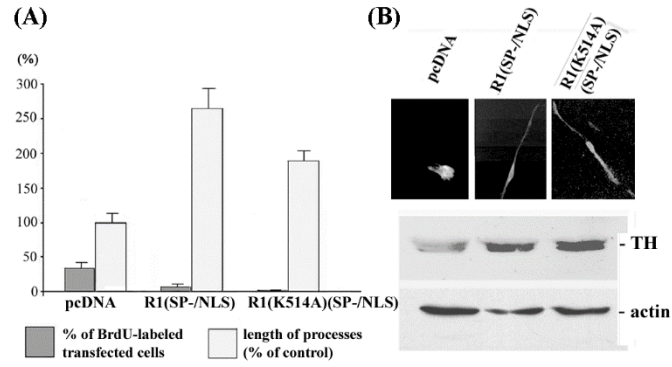 (A)
(%)
300
250
200
150
100
50
0
pcDNA R1(SP-/NLS) R1(K514A)(SP-/NLS)
% of BrdU-labeled
transfected cells
length of processes
(% of control)
(B)
pcDNA
R1(SP-/NLS)
R1(K514A)
(SP-/NLS)
- TH
- actin